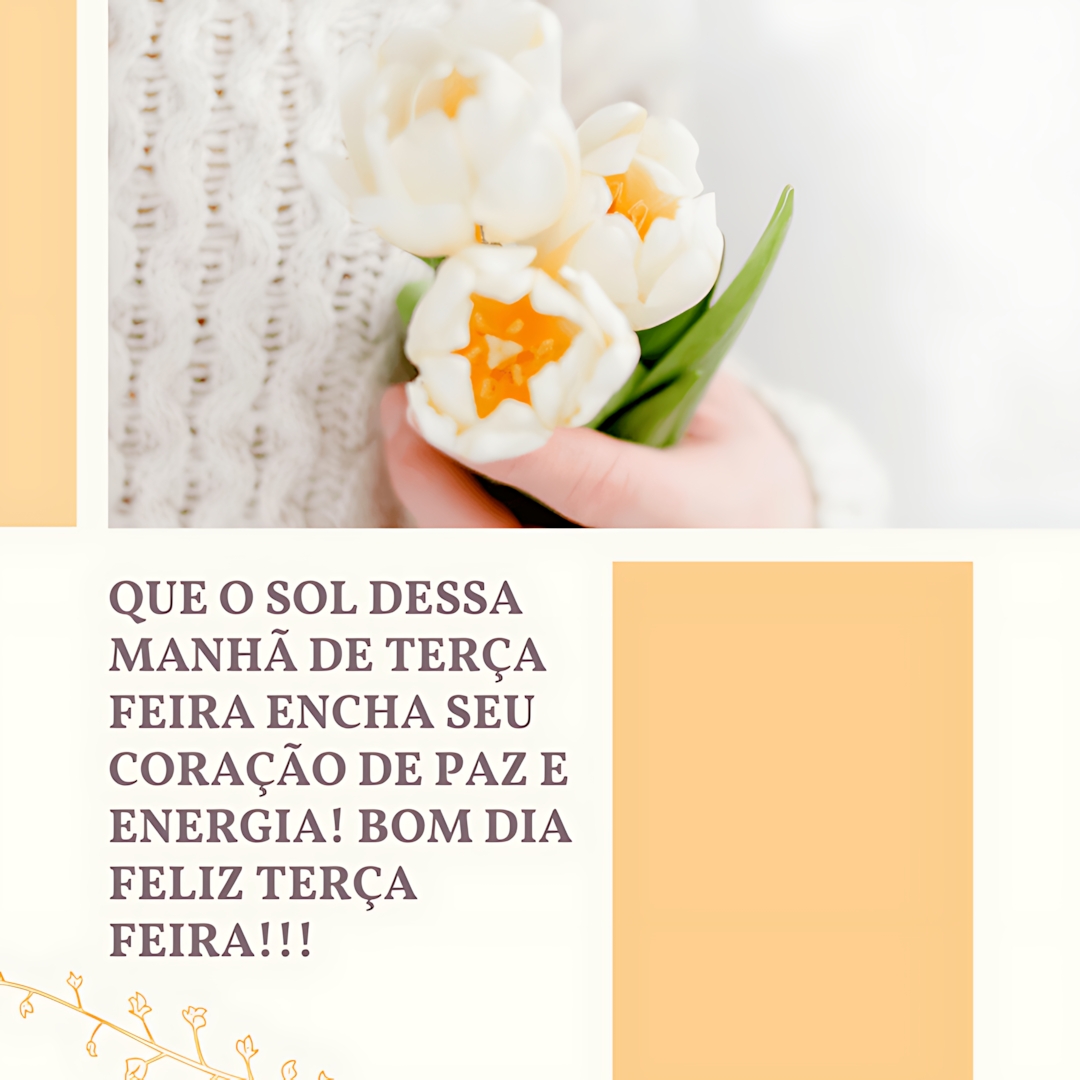 QUE O SOL DESSA
MANHÃ DE TERÇA
FEIRA ENCHA SEU
CORAÇÃO DE PAZ E
ENERGIA! BOM DIA
FELIZ TERÇA
FEIRA!!!